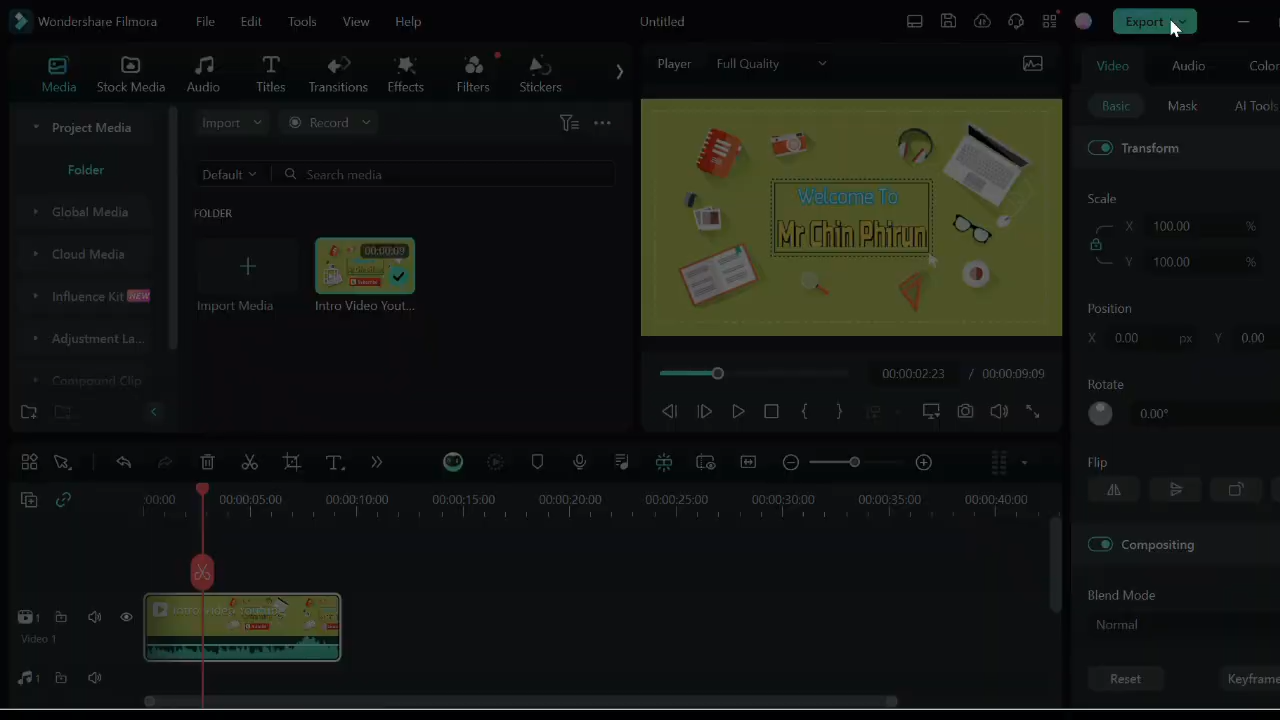 Wondershare Filmora File Edit Tools View Help Untitled Export
Media Stock Media Audio Titles Transitions Effects Filters Stickers
Player Full Quality
Video Audio Color
Project Media
Folder
Global Media
Cloud Media
Influence Kit NEW
Adjustment La...
Compound Clip
Import Record
Default Search media
FOLDER
00:00:09
Import Media Intro Video Yout...
Welcome To
Mr Chin Phirun
00:00:02:23 / 00:00:09:09
Basic Mask AI Tools
Transform
Scale
X 100.00 %
Y 100.00 %
Position
X 0.00 px Y 0.00
Rotate
0.00°
Flip
Compositing
Blend Mode
Normal
Reset Keyframe
:00:00 00:00:05:00 00:00:10:00 00:00:15:00 00:00:20:00 00:00:25:00 00:00:30:00 00:00:35:00 00:00:40:00
1
Intro Video Youtube
Video 1
1